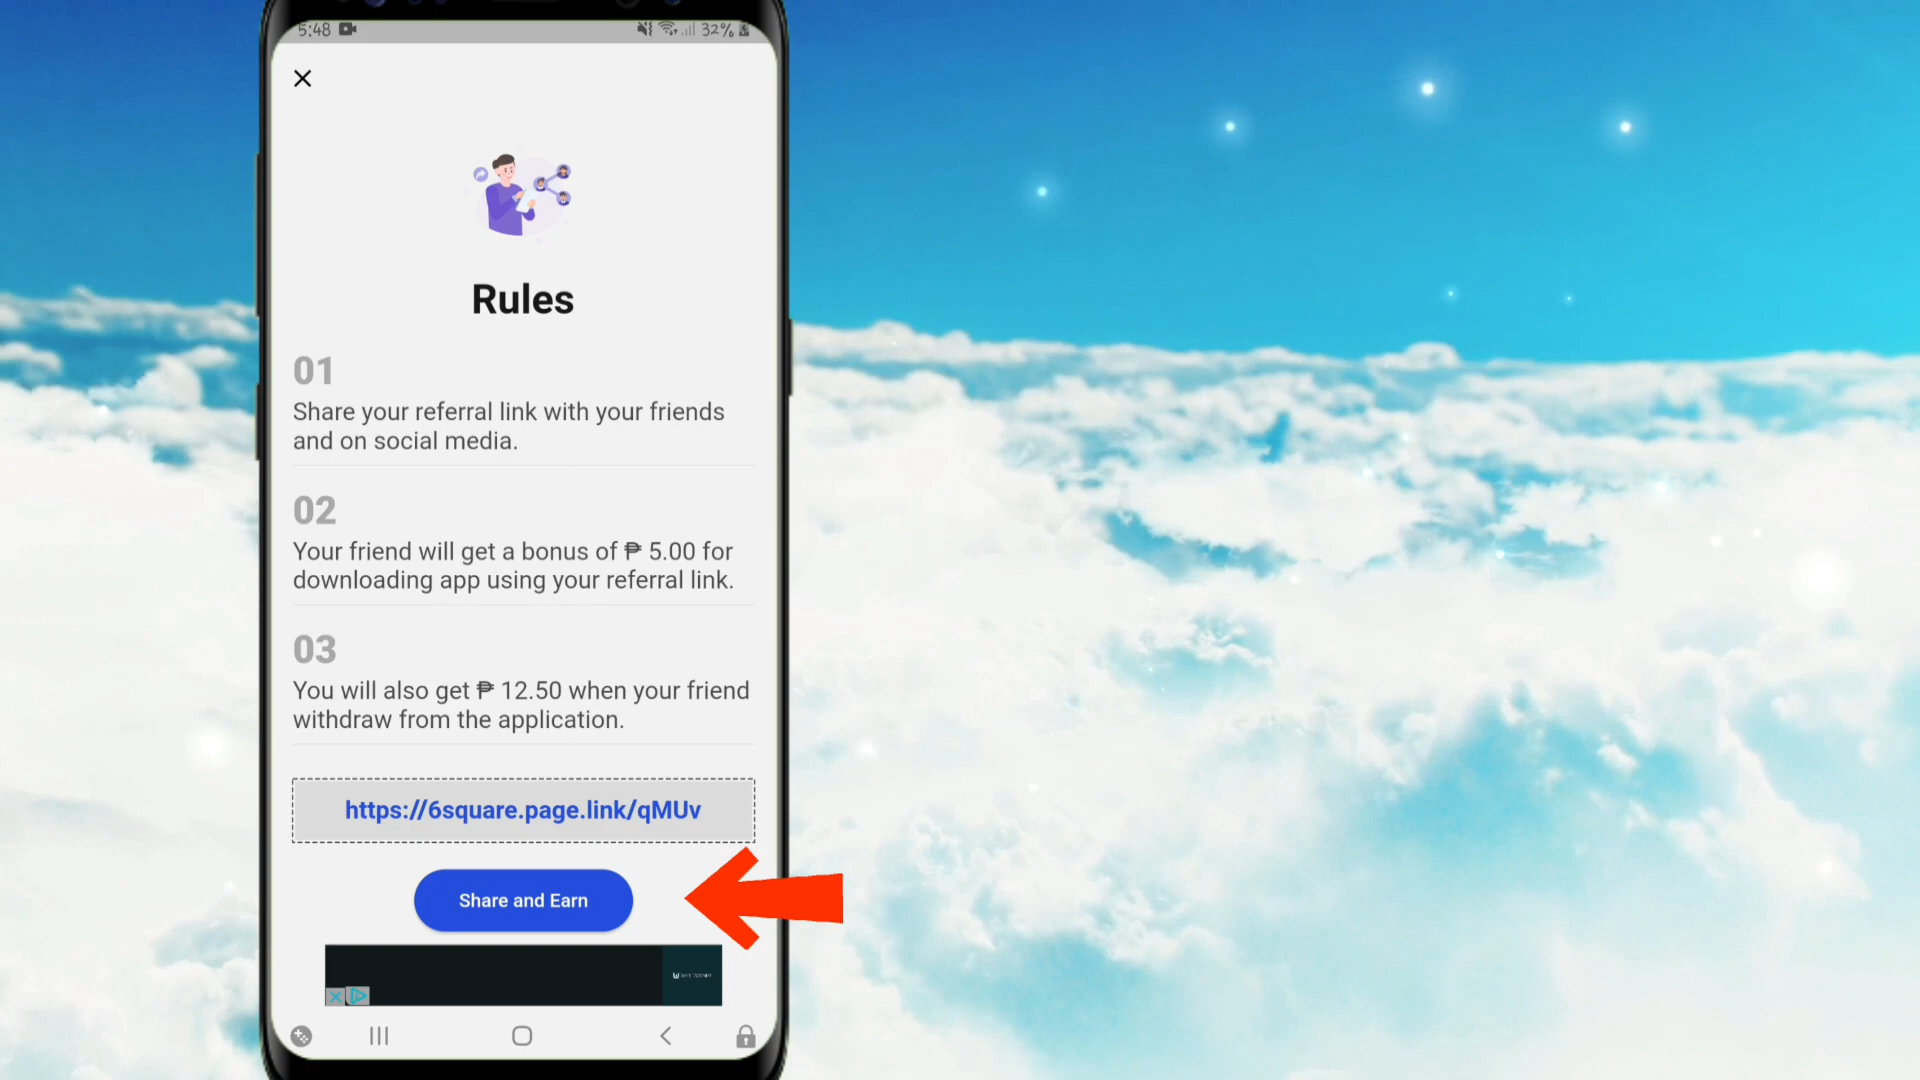 5:48
32%
Rules
01
Share your referral link with your friends
and on social media.
02
Your friend will get a bonus of ₱ 5.00 for
downloading app using your referral link.
03
You will also get ₱ 12.50 when your friend
withdraw from the application.
https://6square.page.link/qMUv
Share and Earn